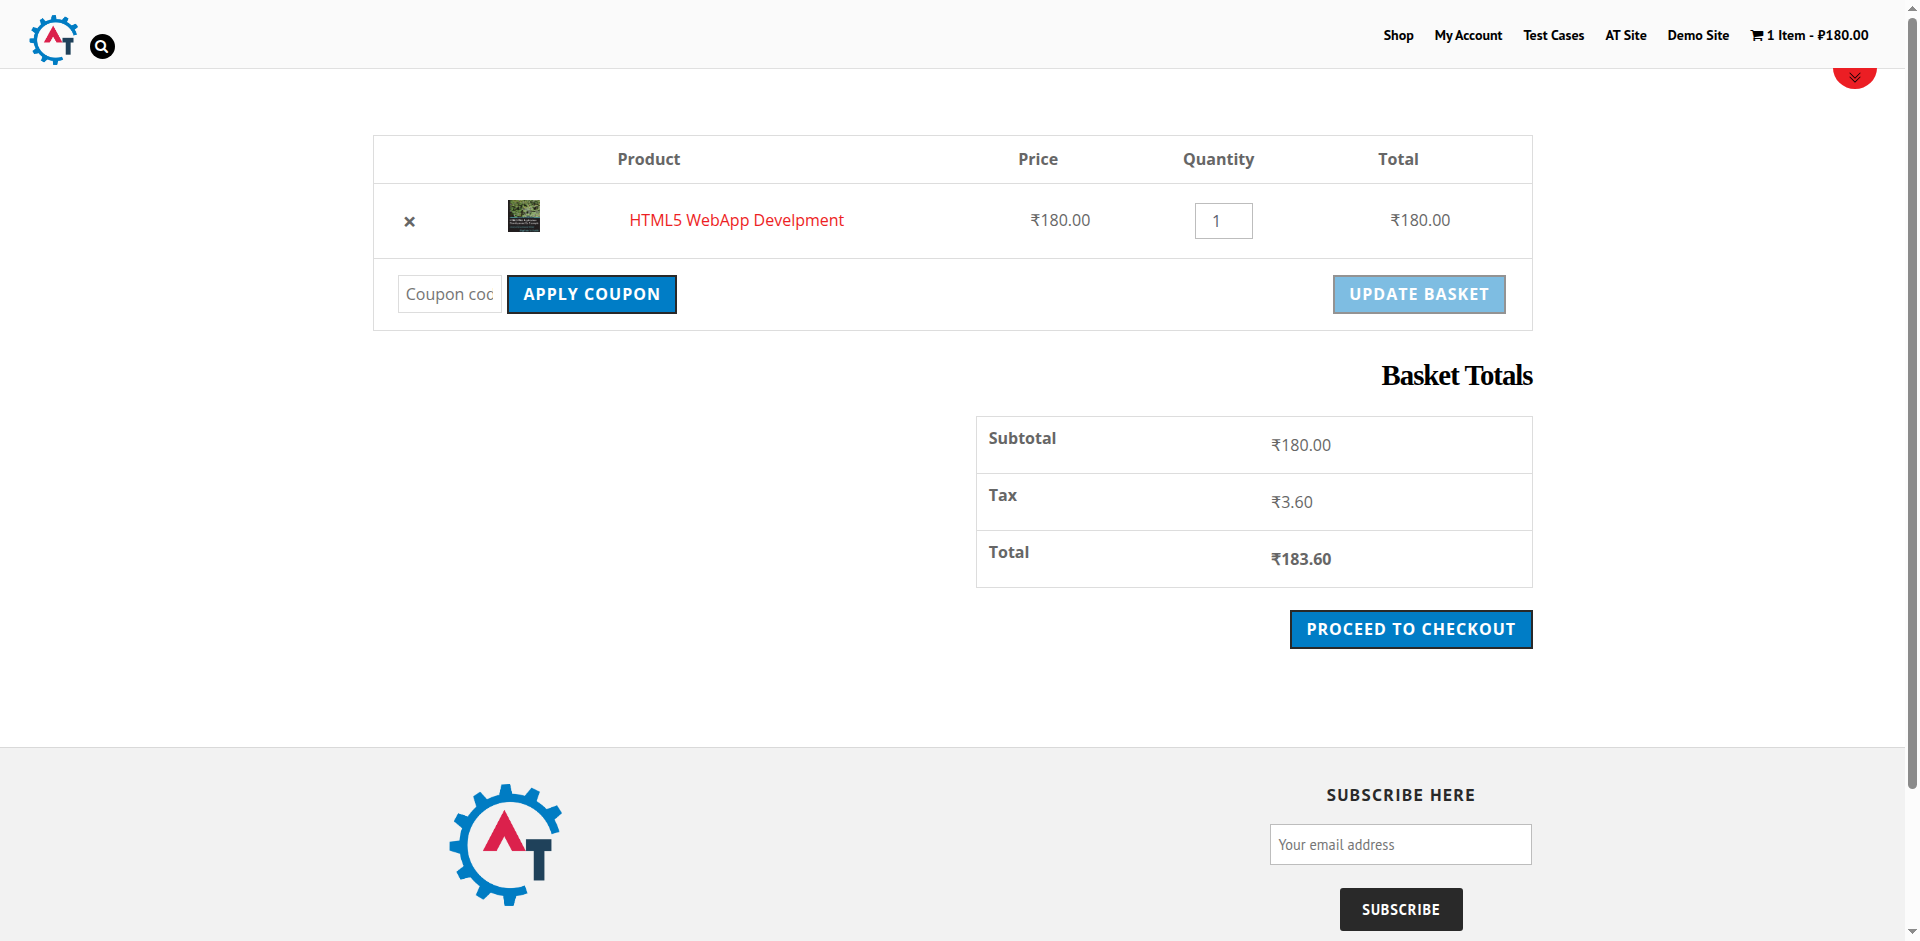 Shop My Account Test Cases AT Site Demo Site 1 Item - ₽180.00
Product Price Quantity Total
× HTML5 WebApp Develpment ₹180.00 1 ₹180.00
Coupon cod APPLY COUPON UPDATE BASKET
Basket Totals
Subtotal ₹180.00
Tax ₹3.60
Total ₹183.60
PROCEED TO CHECKOUT
AT
SUBSCRIBE HERE
Your email address
SUBSCRIBE